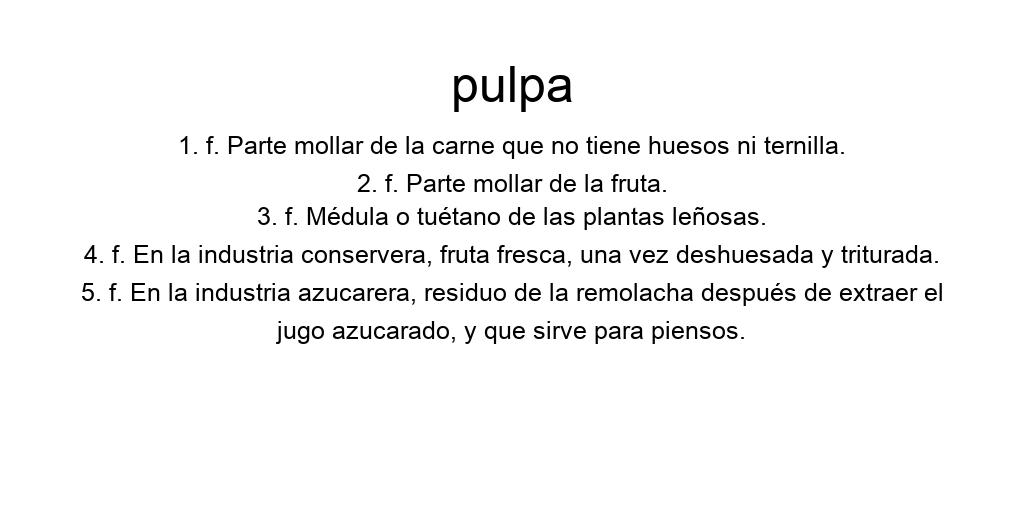 pulpa
1. f. Parte mollar de la carne que no tiene huesos ni ternilla.
2. f. Parte mollar de la fruta.
3. f. Médula o tuétano de las plantas leñosas.
4. f. En la industria conservera, fruta fresca, una vez deshuesada y triturada.
5. f. En la industria azucarera, residuo de la remolacha después de extraer el
jugo azucarado, y que sirve para piensos.